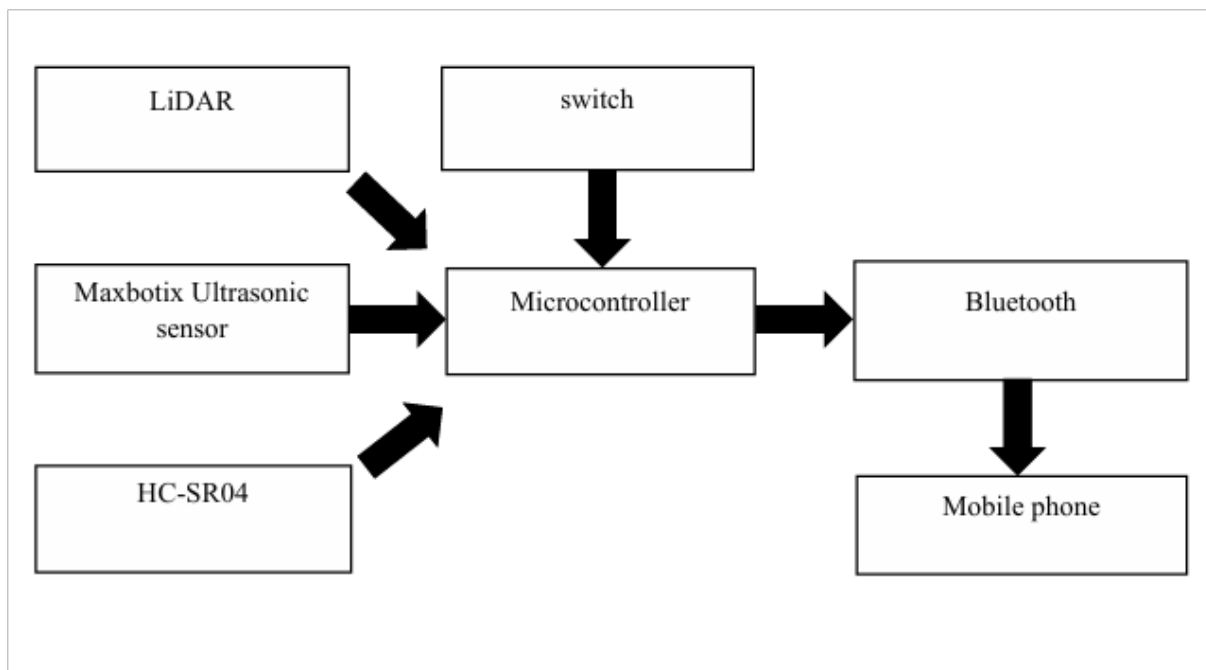 LiDAR
switch
Maxbotix Ultrasonic
sensor
Microcontroller
Bluetooth
HC-SR04
Mobile phone